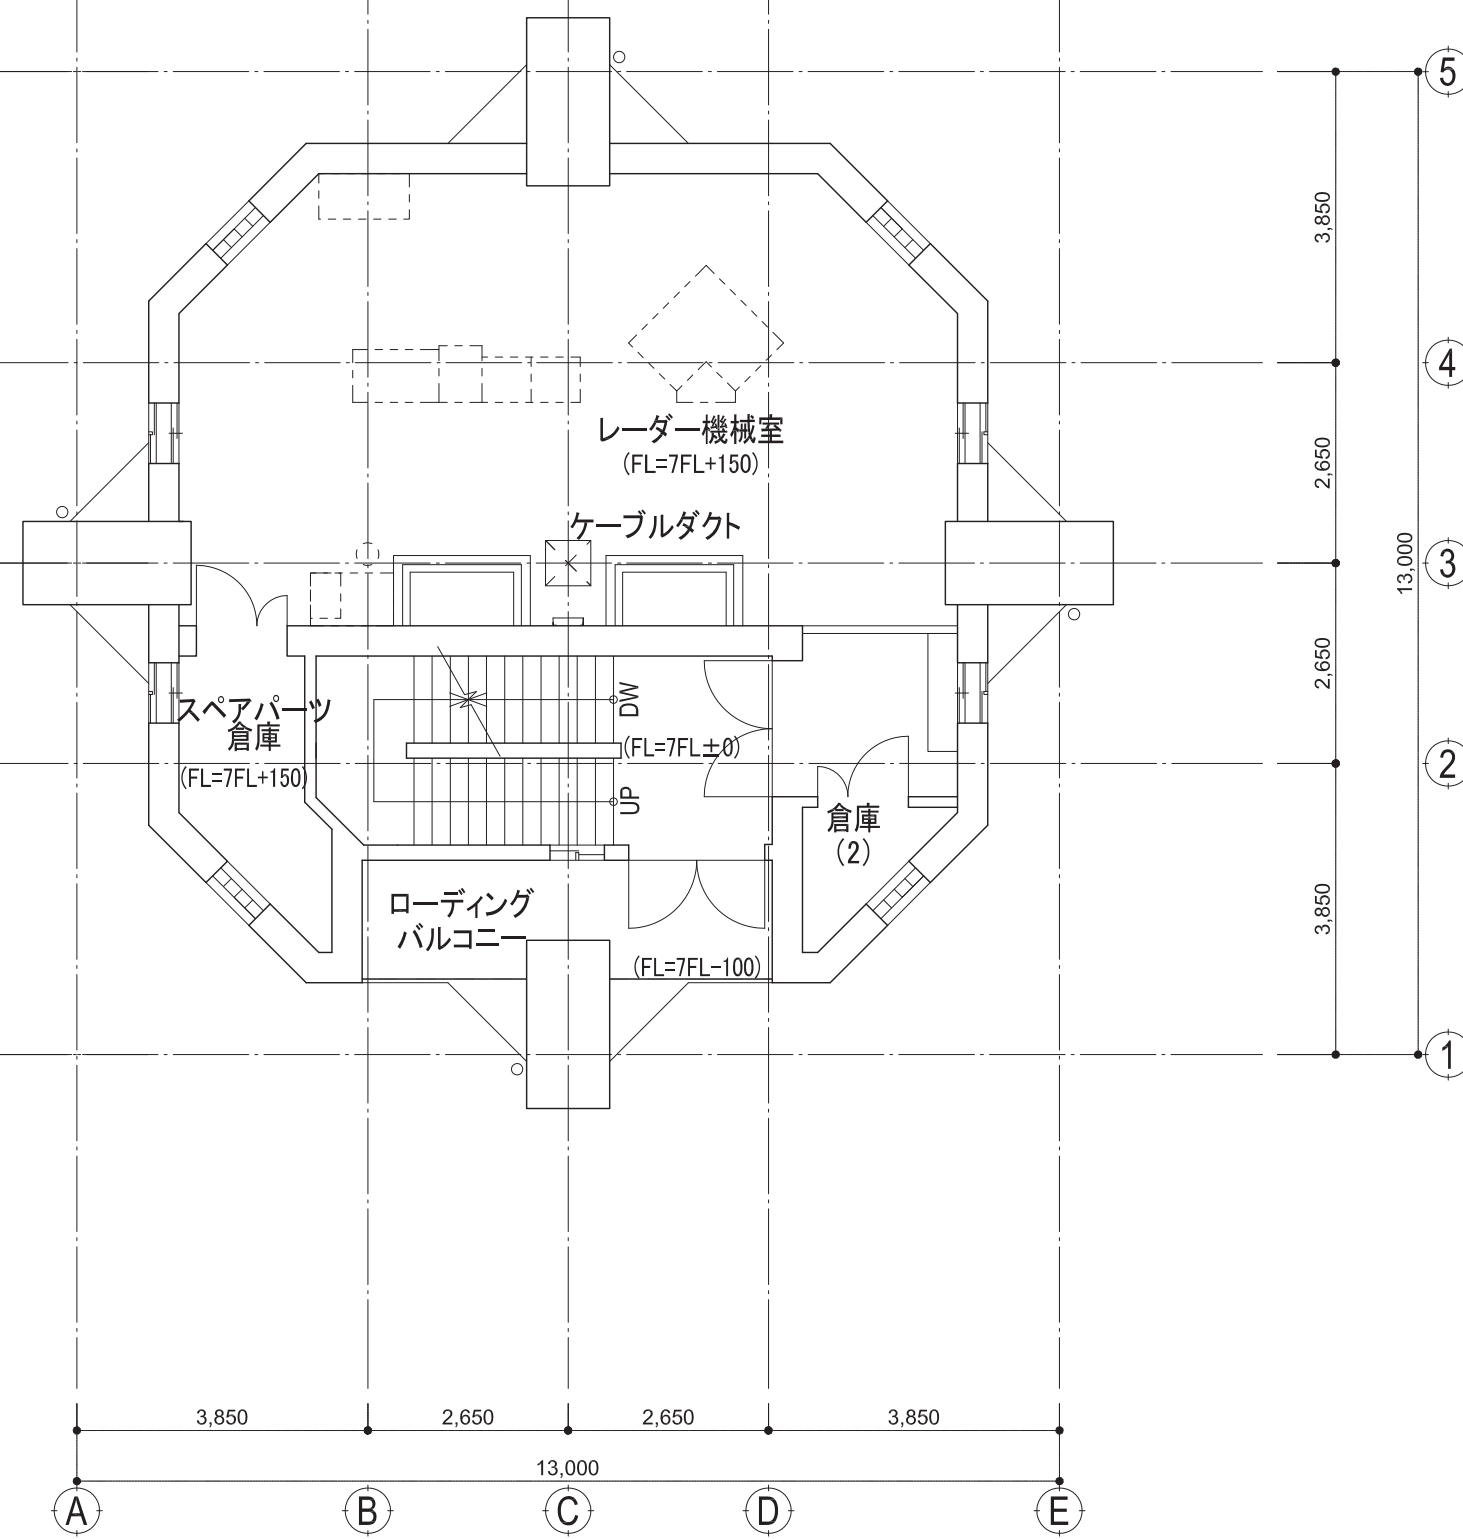 5
3,850
4
レーダー機械室
(FL=7FL+150)
2,650
ケーブルダクト
13,000
3
2,650
DW
スペアパーツ
倉庫
(FL=7FL+150)
(FL=7FL±0)
2
UP
倉庫
(2)
3,850
ローディング
バルコニー
(FL=7FL-100)
1
3,850
2,650
2,650
3,850
13,000
A
B
C
D
E